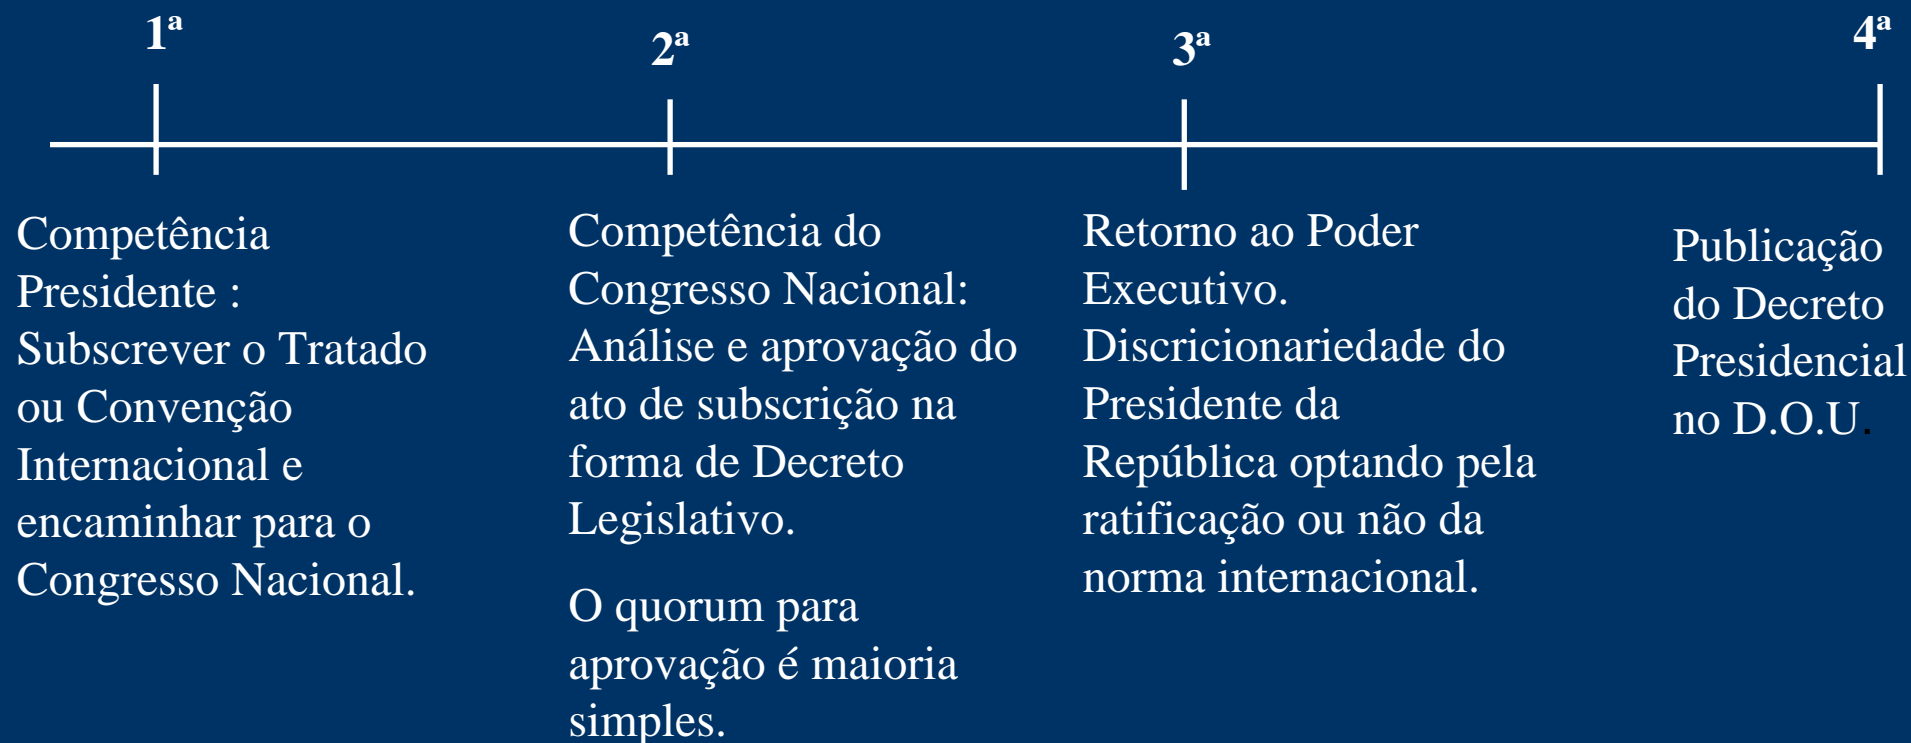 1ª
2ª
3ª
4ª
Competência
Presidente :
Subscrever o Tratado
ou Convenção
Internacional e
encaminhar para o
Congresso Nacional.
Competência do
Congresso Nacional:
Análise e aprovação do
ato de subscrição na
forma de Decreto
Legislativo.
O quorum para
aprovação é maioria
simples.
Retorno ao Poder
Executivo.
Discricionariedade do
Presidente da
República optando pela
ratificação ou não da
norma internacional.
Publicação
do Decreto
Presidencial
no D.O.U.